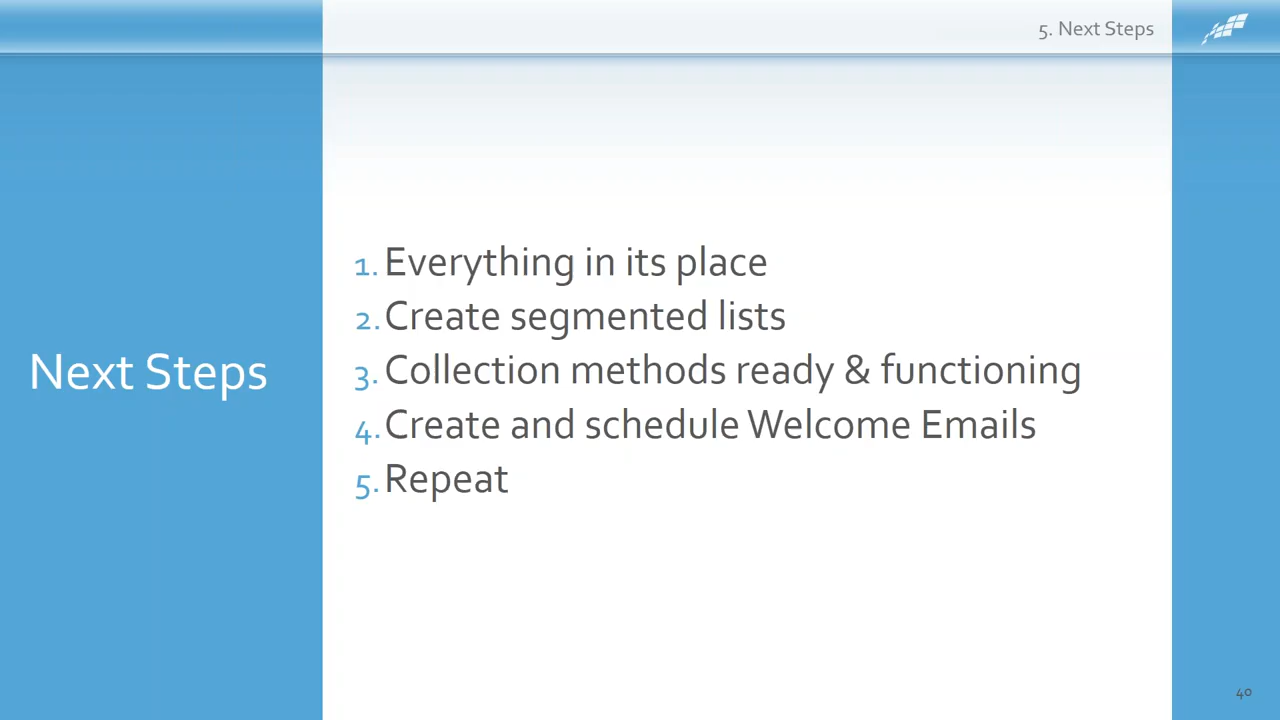 5. Next Steps
Next Steps
1. Everything in its place
2. Create segmented lists
3. Collection methods ready & functioning
4. Create and schedule Welcome Emails
5. Repeat
40